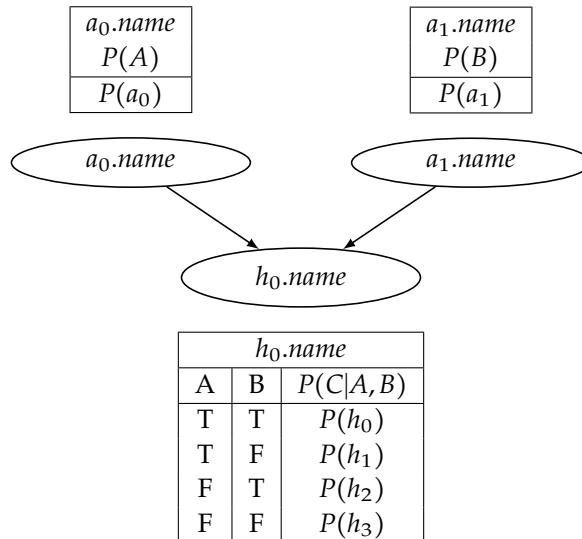 a₀.name
P(A)
P(a₀)
a₁.name
P(B)
P(a₁)
a₀.name
a₁.name
h₀.name
h₀.name
A B P(C|A, B)
T T P(h₀)
T F P(h₁)
F T P(h₂)
F F P(h₃)